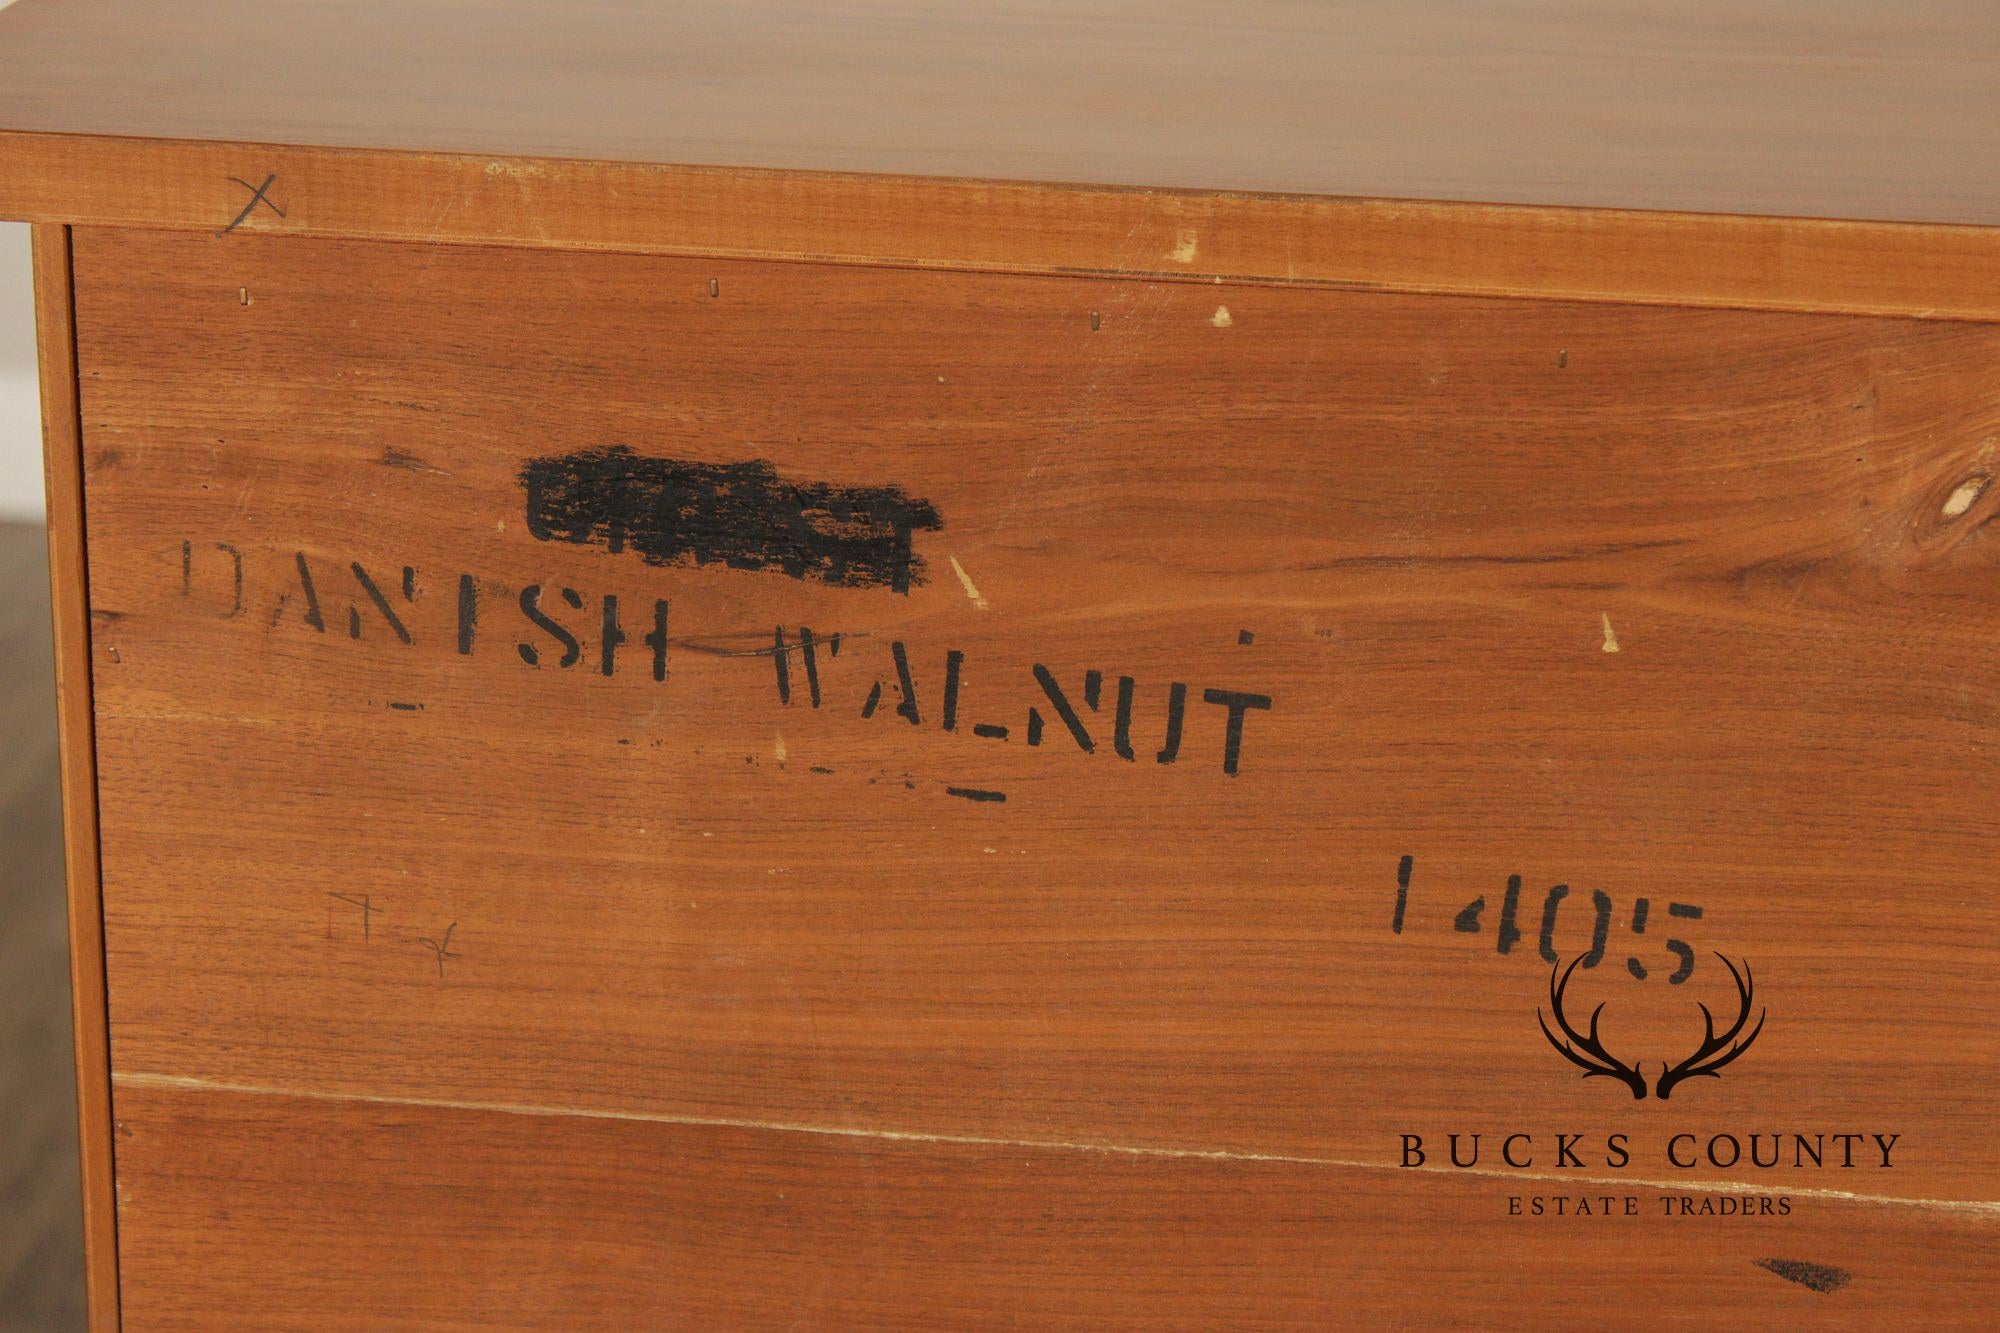 X
DANISH WALNUT
1405
BUCKS COUNTY
ESTATE TRADERS